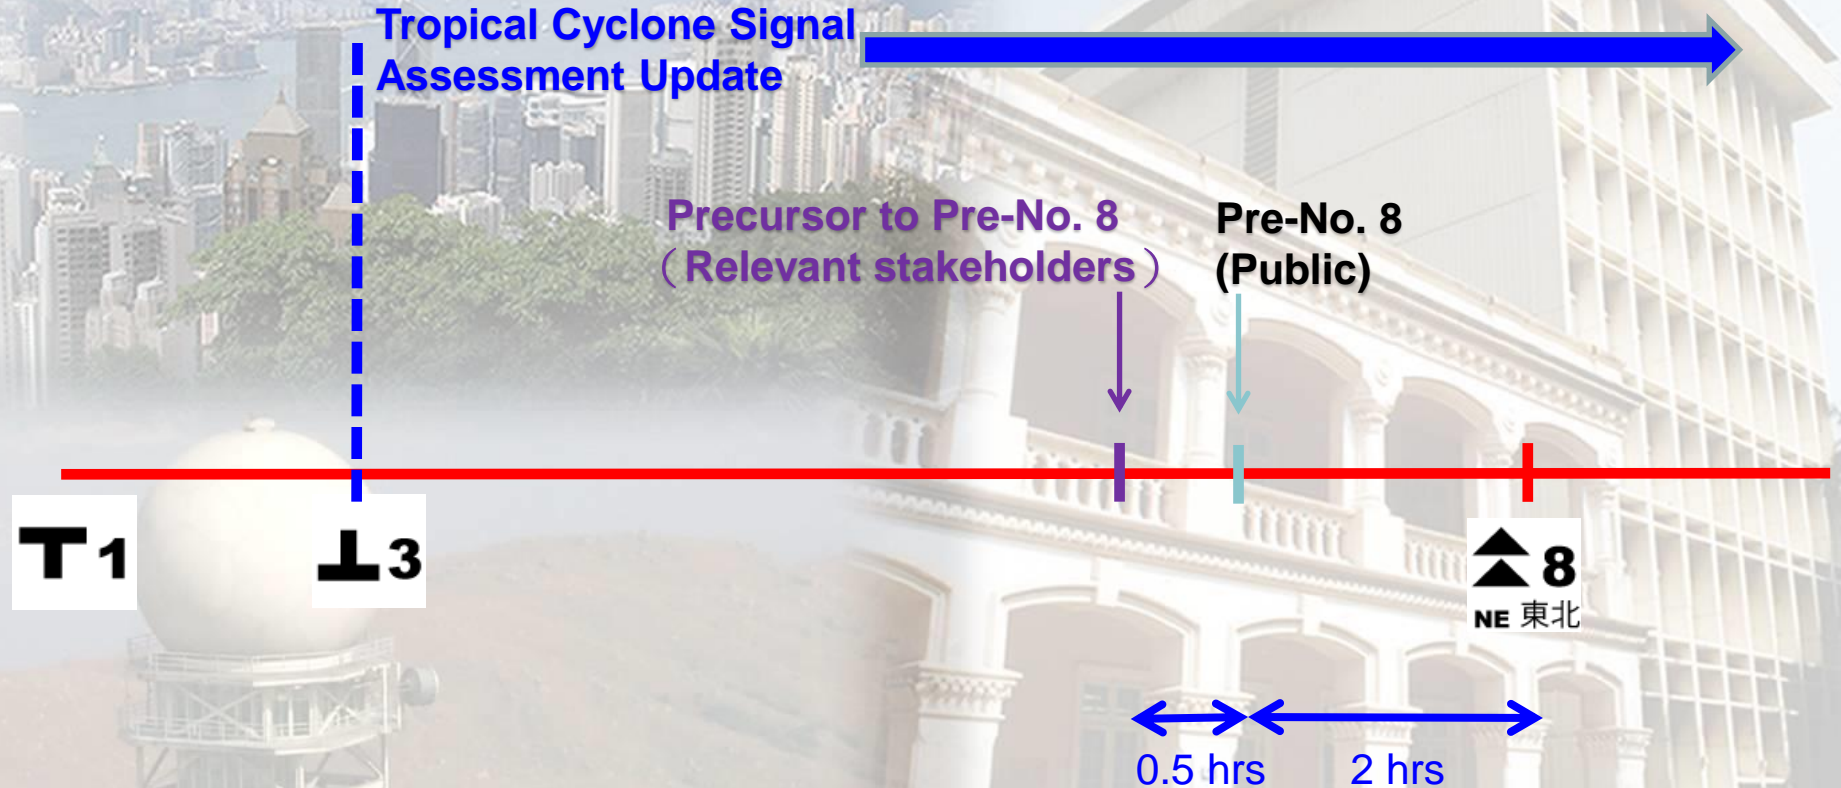 Tropical Cyclone Signal
Assessment Update
Precursor to Pre-No. 8
（Relevant stakeholders）
Pre-No. 8
(Public)
1
3
8
NE 東北
0.5 hrs
2 hrs